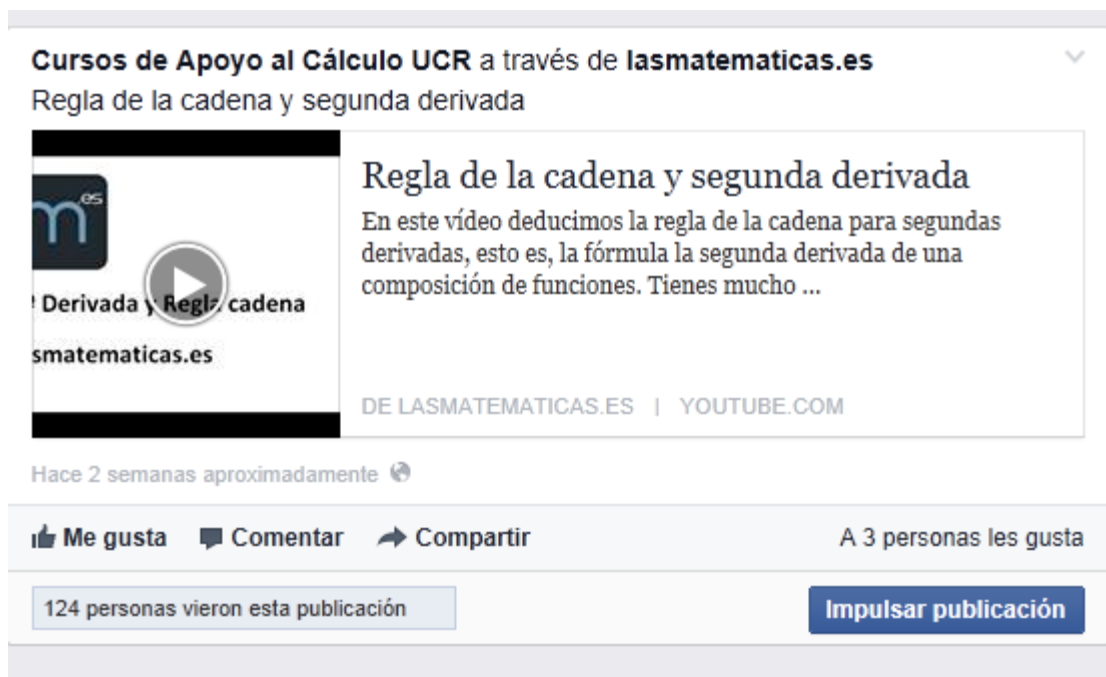 Cursos de Apoyo al Cálculo UCR a través de lasmatematicas.es
Regla de la cadena y segunda derivada
m.es
ª Derivada y Regla cadena
smatematicas.es
Regla de la cadena y segunda derivada
En este vídeo deducimos la regla de la cadena para segundas
derivadas, esto es, la fórmula la segunda derivada de una
composición de funciones. Tienes mucho ...
DE LASMATEMATICAS.ES | YOUTUBE.COM
Hace 2 semanas aproximadamente
Me gusta Comentar Compartir A 3 personas les gusta
124 personas vieron esta publicación Impulsar publicación